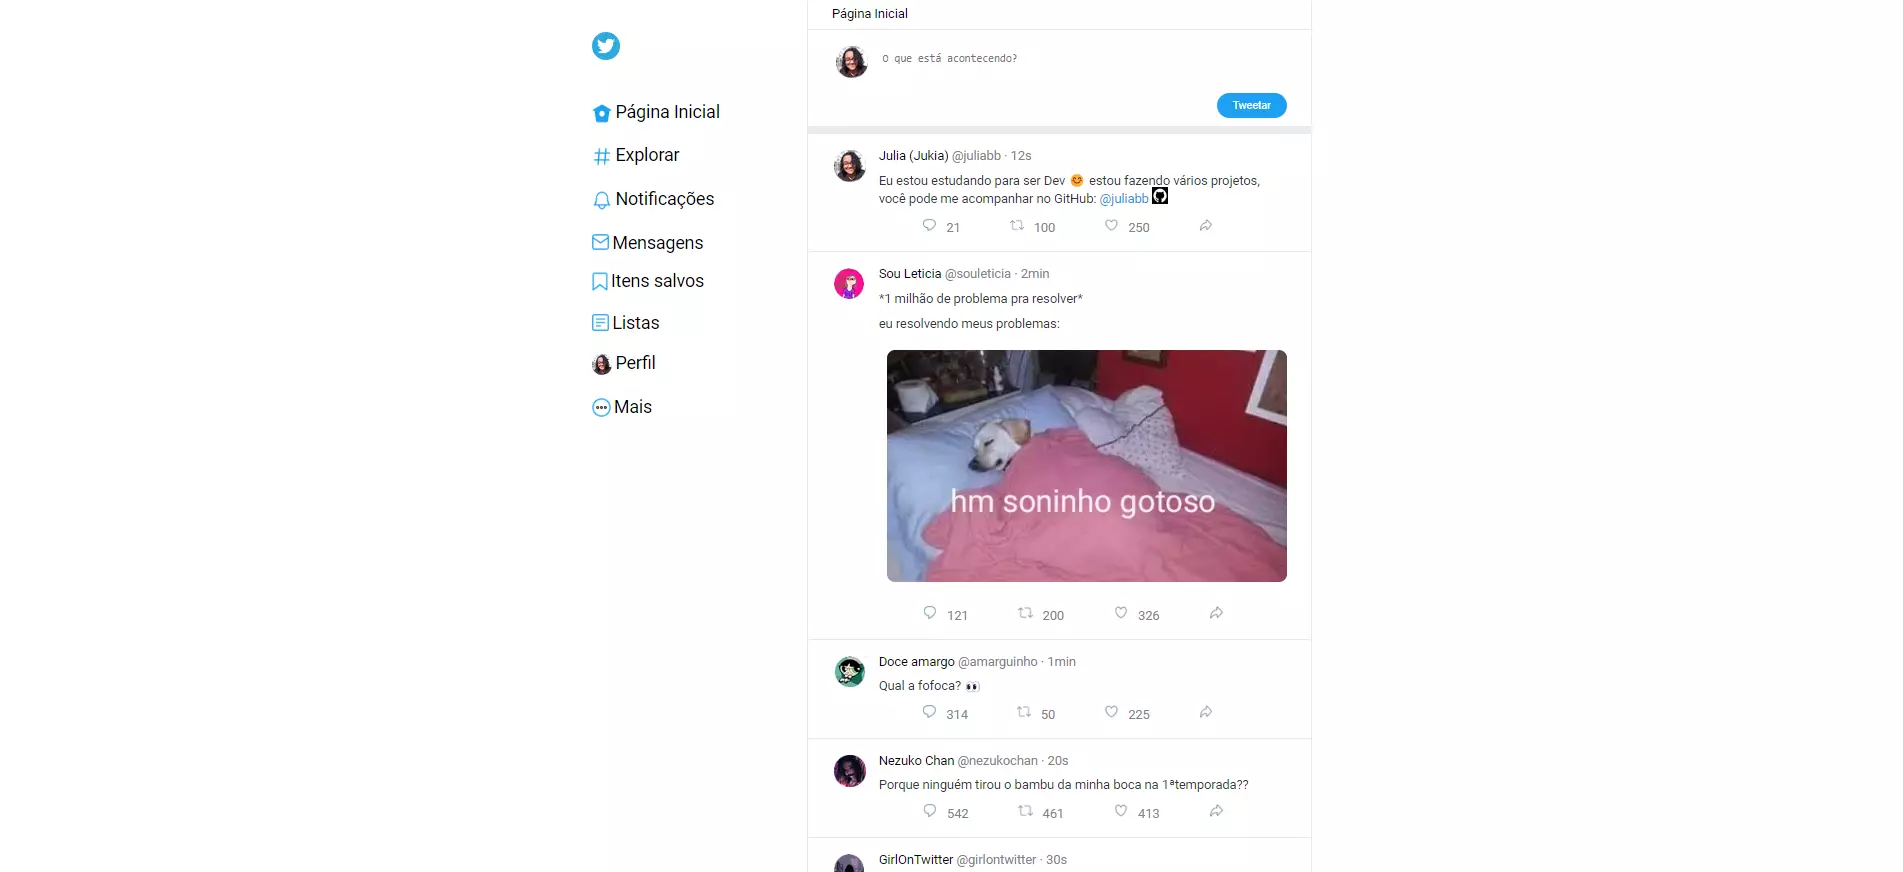 Página Inicial
Explorar
Notificações
Mensagens
Itens salvos
Listas
Perfil
Mais
Página Inicial
O que está acontecendo?
Tweetar
Julia (Jukia) @juliabb · 12s
Eu estou estudando para ser Dev 😊 estou fazendo vários projetos,
você pode me acompanhar no GitHub: @juliabb
21 100 250
Sou Leticia @souleticia · 2min
*1 milhão de problema pra resolver*
eu resolvendo meus problemas:
hm soninho gotoso
121 200 326
Doce amargo @amarguinho · 1min
Qual a fofoca? 👀
314 50 225
Nezuko Chan @nezukochan · 20s
Porque ninguém tirou o bambu da minha boca na 1ªtemporada??
542 461 413
GirlOnTwitter @girlontwitter · 30s